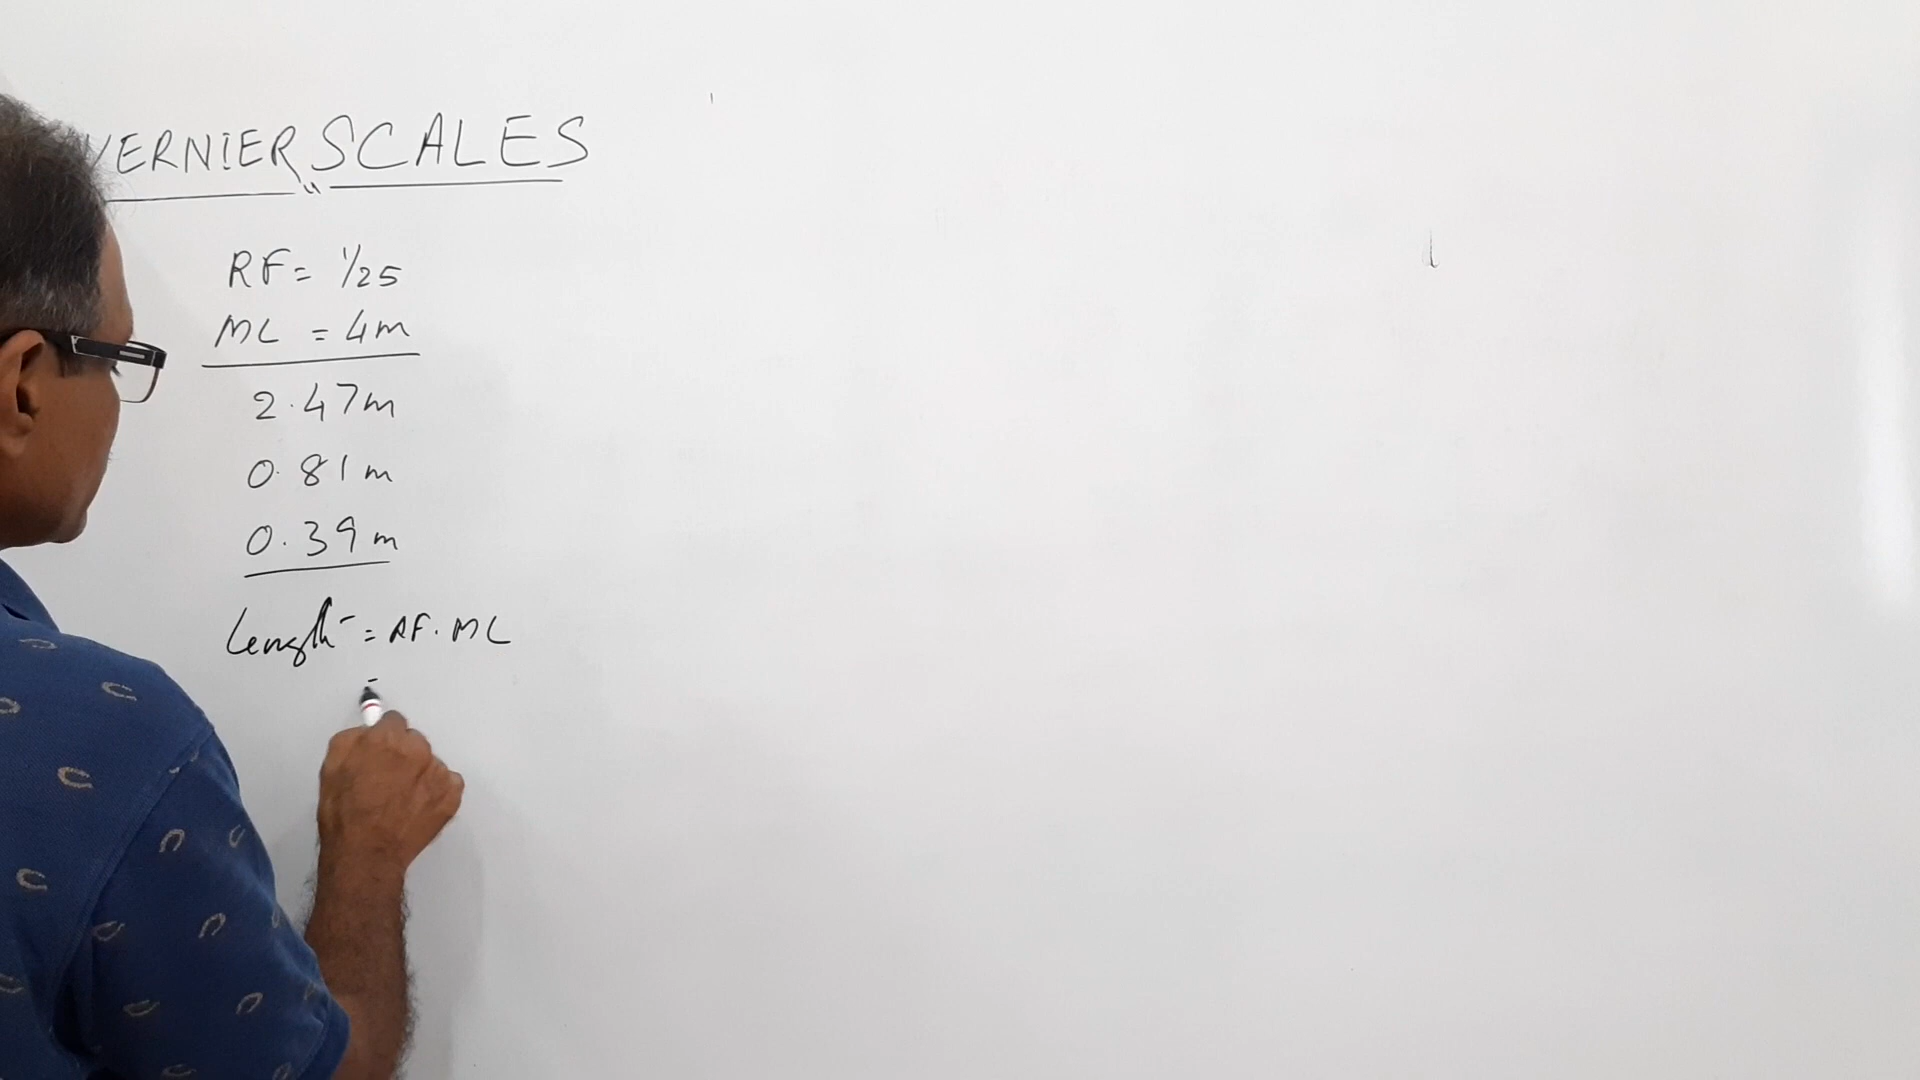 VERNIER SCALES
RF = 1/25
ML = 4m
2.47m
0.81m
0.39m
Length = RF. ML
=